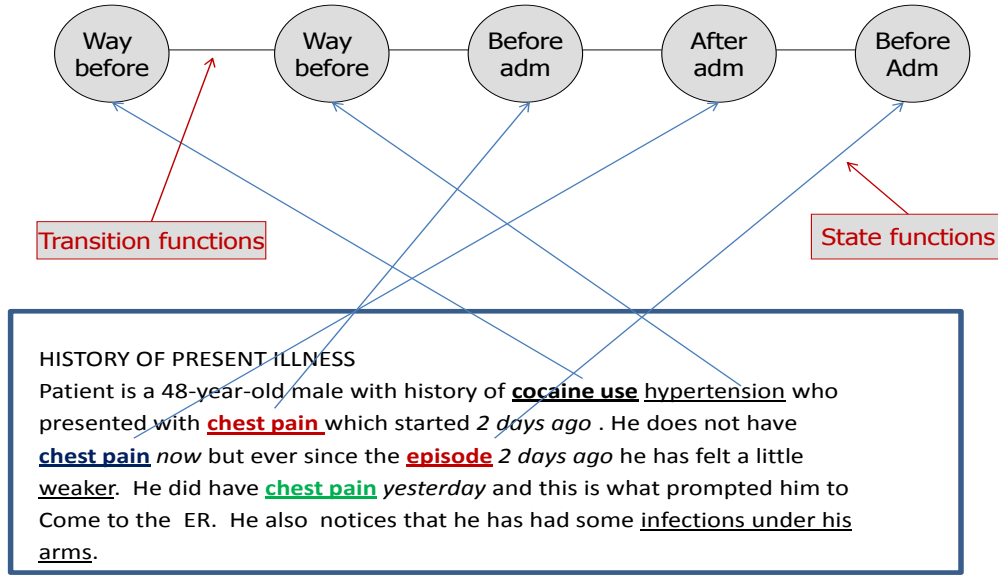 Way before
Way before
Before adm
After adm
Before Adm
Transition functions
State functions
HISTORY OF PRESENT ILLNESS
Patient is a 48-year-old male with history of cocaine use hypertension who
presented with chest pain which started 2 days ago . He does not have
chest pain now but ever since the episode 2 days ago he has felt a little
weaker. He did have chest pain yesterday and this is what prompted him to
Come to the ER. He also notices that he has had some infections under his
arms.